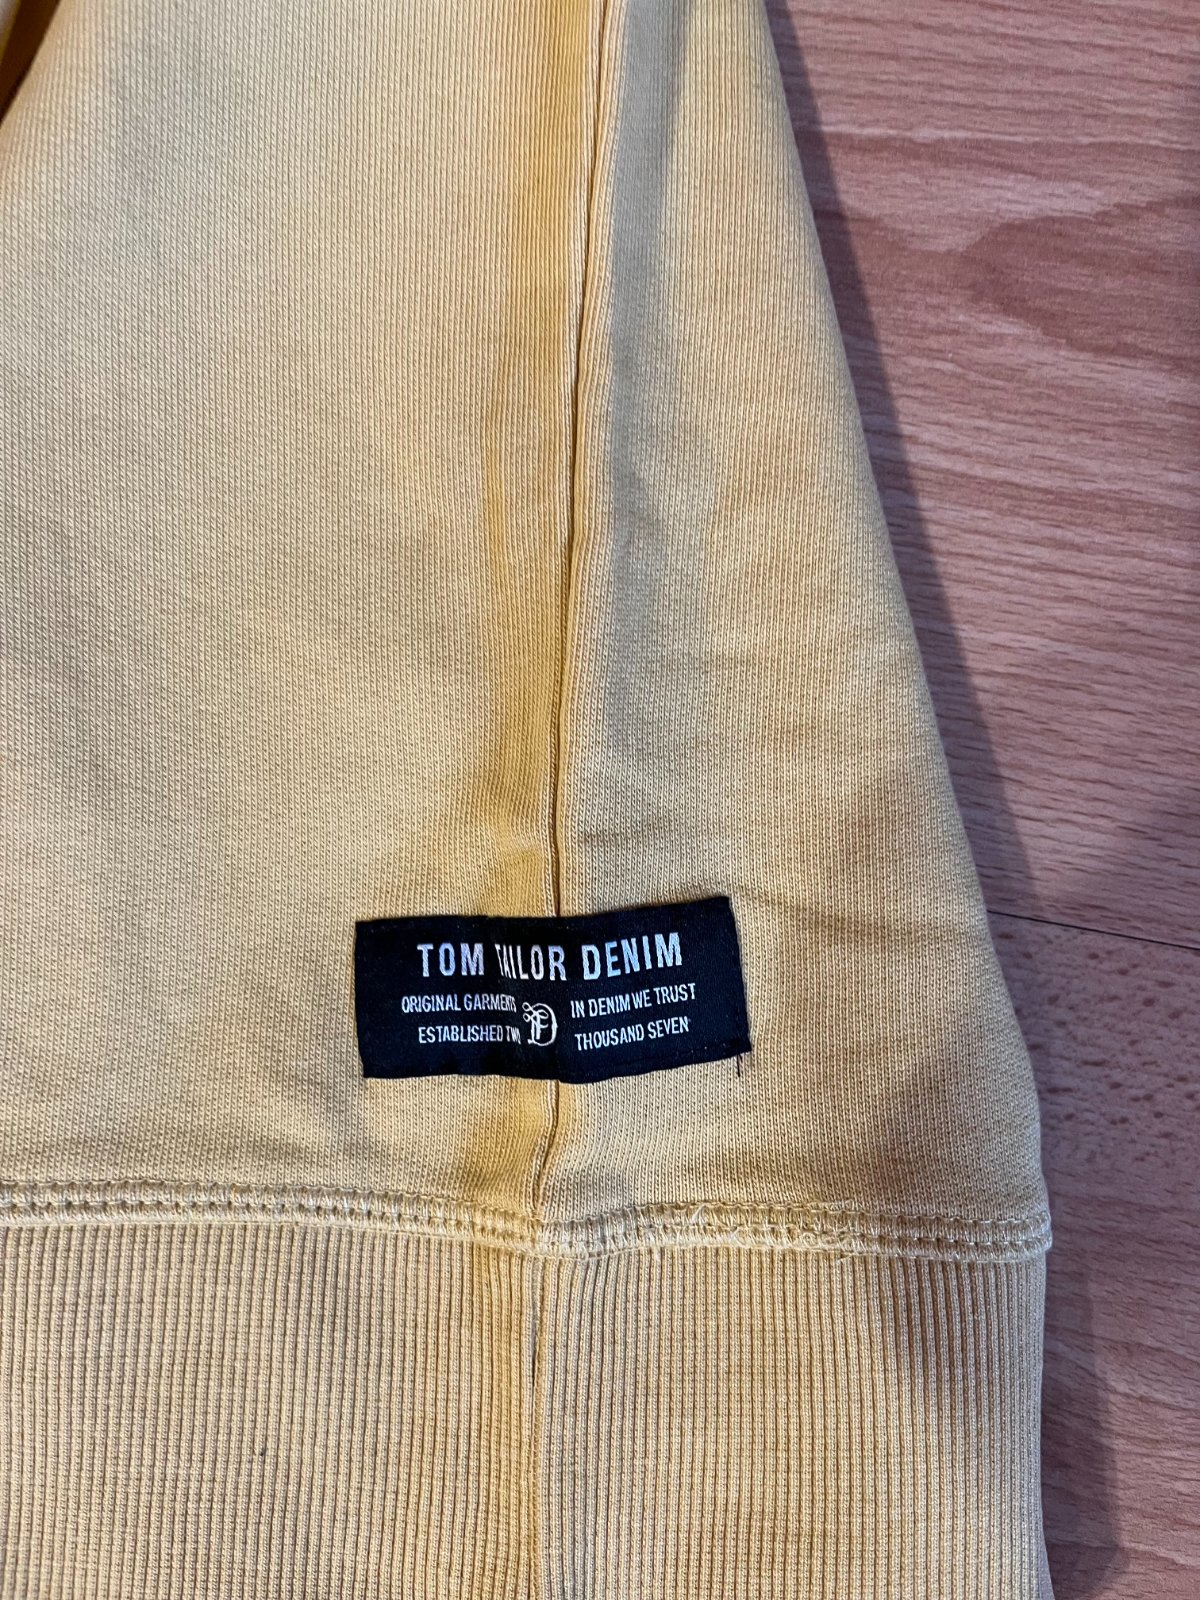 TOM TAILOR DENIM
ORIGINAL GARMENTS IN DENIM WE TRUST
ESTABLISHED TWO THOUSAND SEVEN